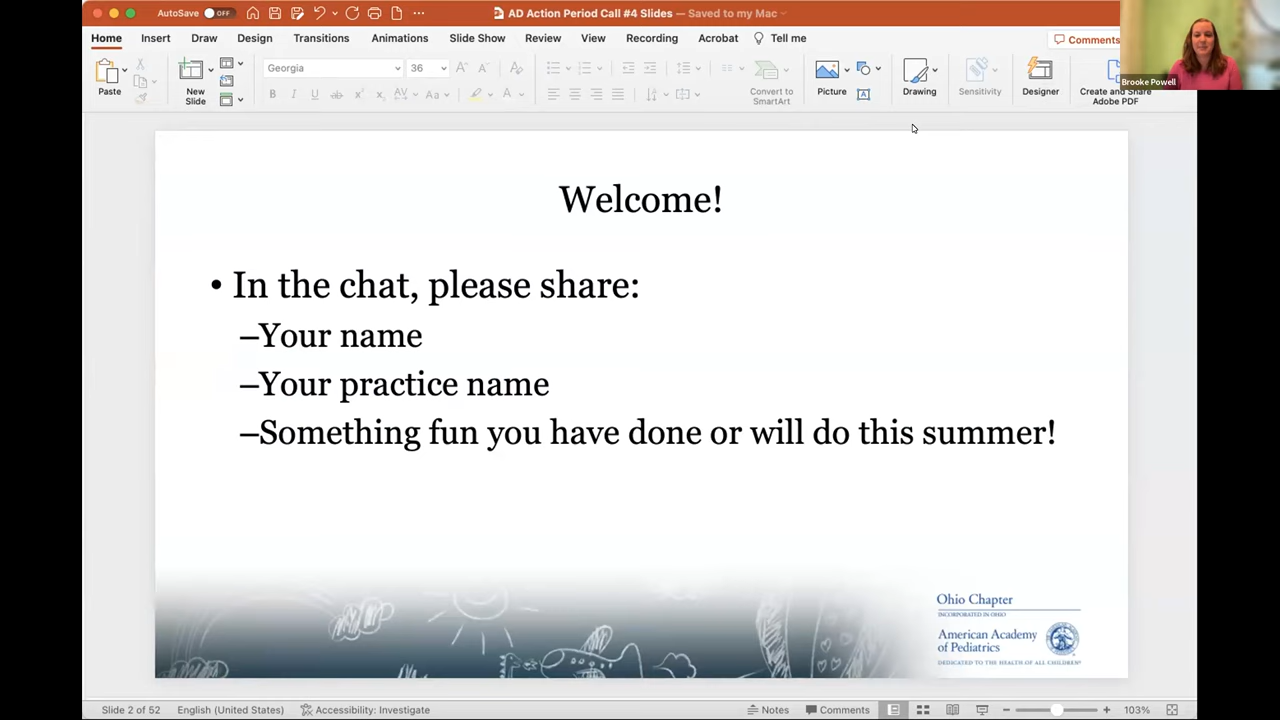 AutoSave OFF
AD Action Period Call #4 Slides — Saved to my Mac
Home Insert Draw Design Transitions Animations Slide Show Review View Recording Acrobat Tell me
Comments
Brooke Powell
Paste
New
Slide
Georgia
36
Convert to
SmartArt
Picture
Drawing
Sensitivity
Designer
Create and Share
Adobe PDF
Welcome!
• In the chat, please share:
–Your name
–Your practice name
–Something fun you have done or will do this summer!
Ohio Chapter
INCORPORATED IN OHIO
American Academy
of Pediatrics
DEDICATED TO THE HEALTH OF ALL CHILDREN®
Slide 2 of 52 English (United States) Accessibility: Investigate Notes Comments 103%